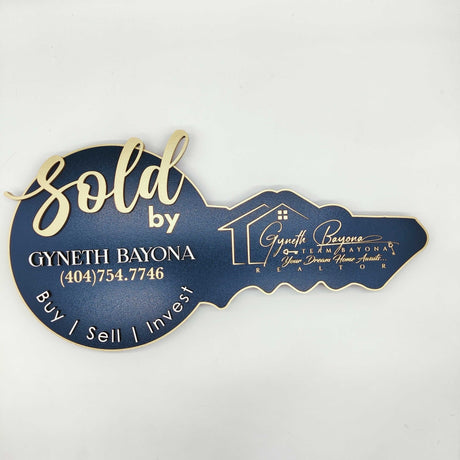 Sold
by
GYNETH BAYONA
(404)754.7746
Buy | Sell | Invest
Gyneth Bayona
TEAM BAYONA
Your Dream Home Awaits...
REALTOR